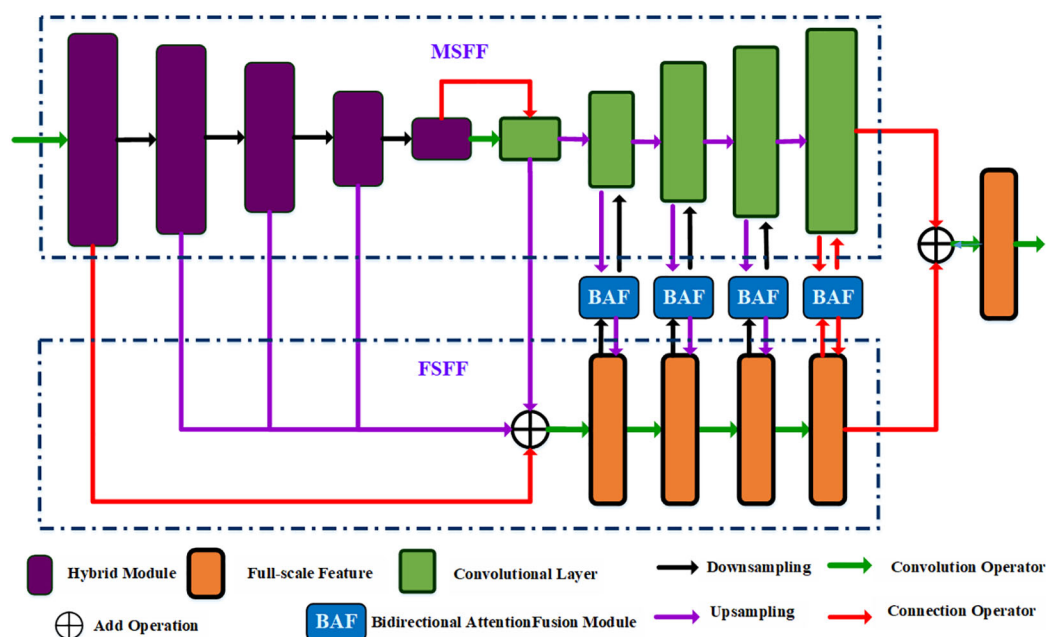 MSFF
BAF BAF BAF BAF
FSFF
Hybrid Module Full-scale Feature Convolutional Layer Downsampling Convolution Operator
Add Operation BAF Bidirectional AttentionFusion Module Upsampling Connection Operator